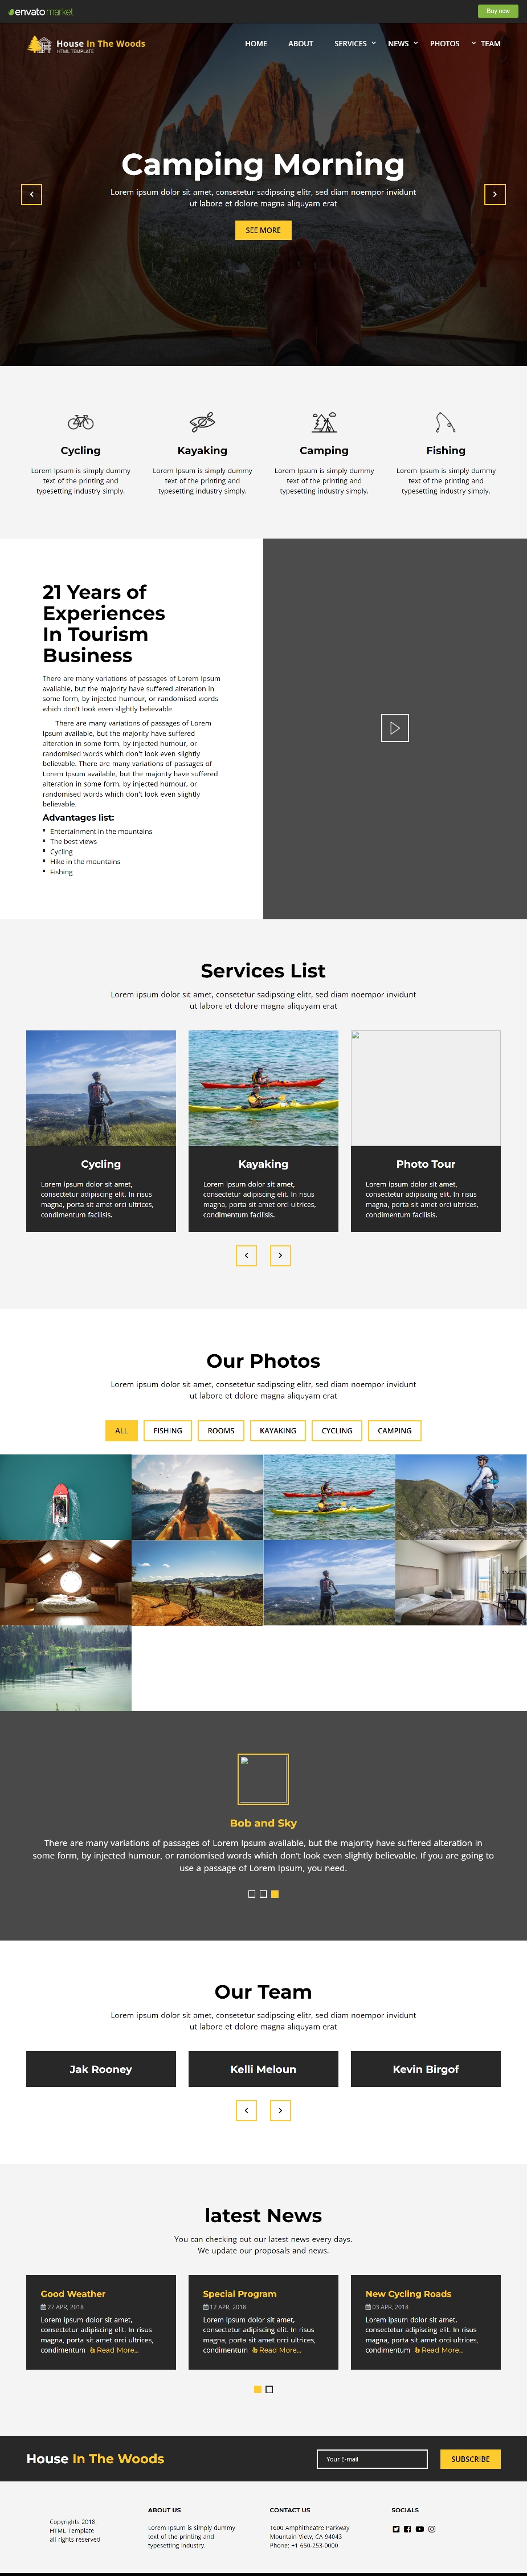 envatomarket
Buy now
House In The Woods
HTML TEMPLATE
HOME ABOUT SERVICES NEWS PHOTOS TEAM
Camping Morning
Lorem ipsum dolor sit amet, consetetur sadipscing elitr, sed diam noempor invidunt
ut labore et dolore magna aliquyam erat
SEE MORE
Cycling
Lorem Ipsum is simply dummy
text of the printing and
typesetting industry simply.
Kayaking
Lorem Ipsum is simply dummy
text of the printing and
typesetting industry simply.
Camping
Lorem Ipsum is simply dummy
text of the printing and
typesetting industry simply.
Fishing
Lorem Ipsum is simply dummy
text of the printing and
typesetting industry simply.
21 Years of
Experiences
In Tourism
Business
There are many variations of passages of Lorem Ipsum
available, but the majority have suffered alteration in
some form, by injected humour, or randomised words
which don't look even slightly believable.
There are many variations of passages of Lorem
Ipsum available, but the majority have suffered
alteration in some form, by injected humour, or
randomised words which don't look even slightly
believable. There are many variations of passages of
Lorem Ipsum available, but the majority have suffered
alteration in some form, by injected humour, or
randomised words which don't look even slightly
believable.
Advantages list:
Entertainment in the mountains
The best views
Cycling
Hike in the mountains
Fishing
Services List
Lorem ipsum dolor sit amet, consetetur sadipscing elitr, sed diam noempor invidunt
ut labore et dolore magna aliquyam erat
Cycling
Lorem ipsum dolor sit amet,
consectetur adipiscing elit. In risus
magna, porta sit amet orci ultrices,
condimentum facilisis.
Kayaking
Lorem ipsum dolor sit amet,
consectetur adipiscing elit. In risus
magna, porta sit amet orci ultrices,
condimentum facilisis.
Photo Tour
Lorem ipsum dolor sit amet,
consectetur adipiscing elit. In risus
magna, porta sit amet orci ultrices,
condimentum facilisis.
Our Photos
Lorem ipsum dolor sit amet, consetetur sadipscing elitr, sed diam noempor invidunt
ut labore et dolore magna aliquyam erat
ALL FISHING ROOMS KAYAKING CYCLING CAMPING
Bob and Sky
There are many variations of passages of Lorem Ipsum available, but the majority have suffered alteration in
some form, by injected humour, or randomised words which don't look even slightly believable. If you are going to
use a passage of Lorem Ipsum, you need.
Our Team
Lorem ipsum dolor sit amet, consetetur sadipscing elitr, sed diam noempor invidunt
ut labore et dolore magna aliquyam erat
Jak Rooney
Kelli Meloun
Kevin Birgof
latest News
You can checking out our latest news every days.
We update our proposals and news.
Good Weather
27 APR, 2018
Lorem ipsum dolor sit amet,
consectetur adipiscing elit. In risus
magna, porta sit amet orci ultrices,
condimentum Read More...
Special Program
12 APR, 2018
Lorem ipsum dolor sit amet,
consectetur adipiscing elit. In risus
magna, porta sit amet orci ultrices,
condimentum Read More...
New Cycling Roads
03 APR, 2018
Lorem ipsum dolor sit amet,
consectetur adipiscing elit. In risus
magna, porta sit amet orci ultrices,
condimentum Read More...
House In The Woods
Your E-mail
SUBSCRIBE
Copyrights 2018,
HTML Template
all rights reserved
ABOUT US
Lorem Ipsum is simply dummy
text of the printing and
typesetting industry.
CONTACT US
1600 Amphitheatre Parkway
Mountain View, CA 94043
Phone: +1 650-253-0000
SOCIALS